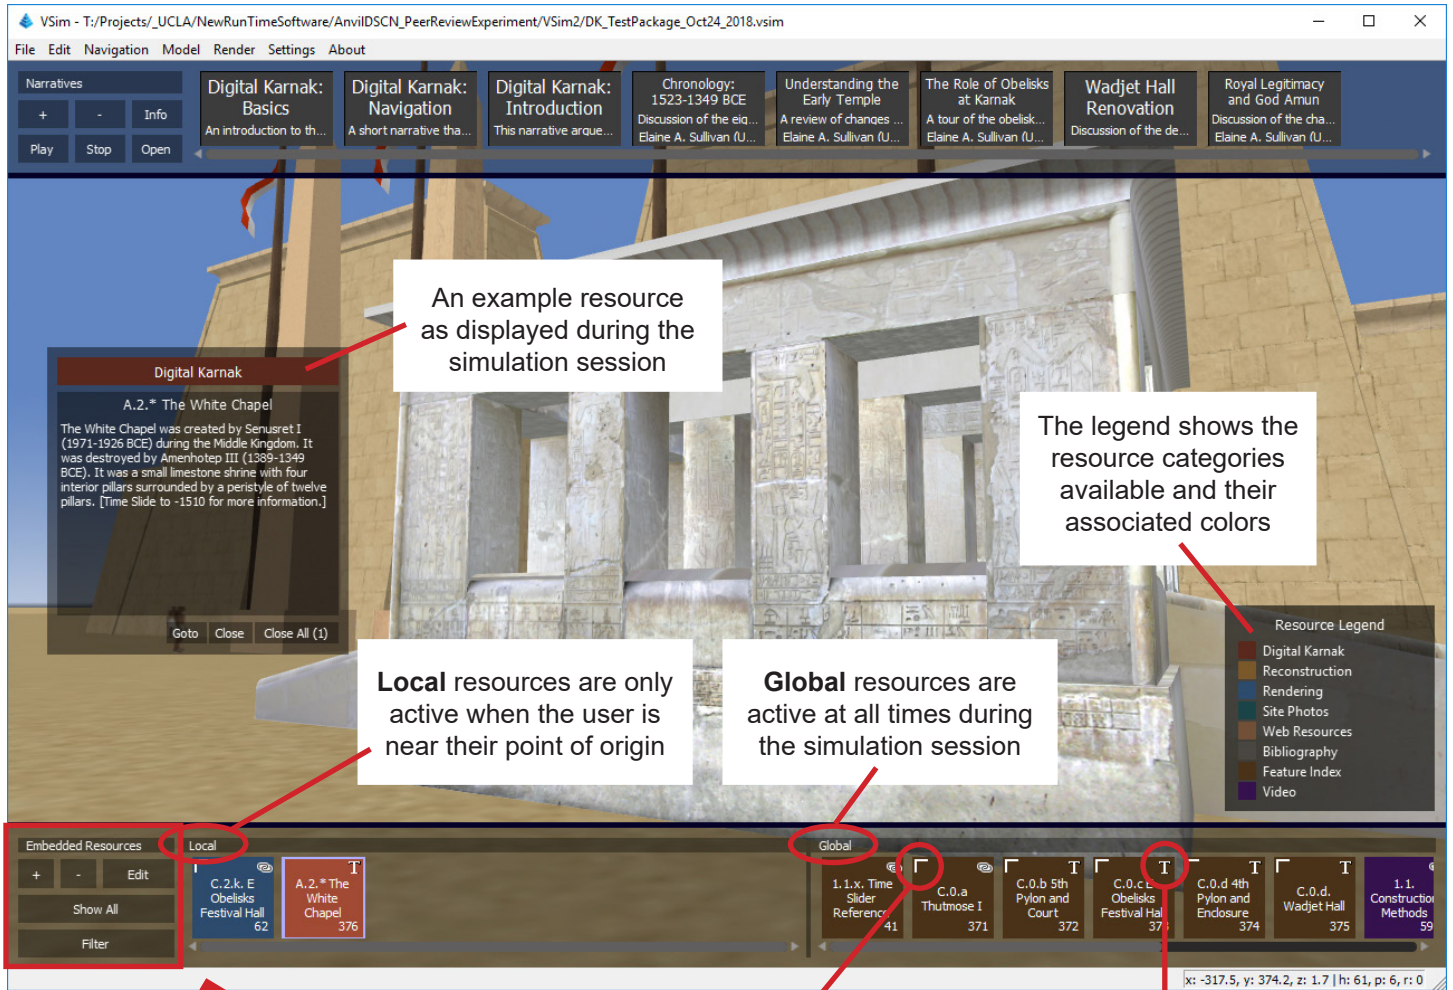 VSim - T:/Projects/_UCLA/NewRunTimeSoftware/AnvilDSCN_PeerReviewExperiment/VSim2/DK_TestPackage_Oct24_2018.vsim
File Edit Navigation Model Render Settings About
Narratives
+ - Info
Play Stop Open
Digital Karnak:
Basics
An introduction to th...
Digital Karnak:
Navigation
A short narrative tha...
Digital Karnak:
Introduction
This narrative argue...
Chronology:
1523-1349 BCE
Discussion of the eig...
Elaine A. Sullivan (U...
Understanding the
Early Temple
A review of changes ...
Elaine A. Sullivan (U...
The Role of Obelisks
at Karnak
A tour of the obelisk...
Elaine A. Sullivan (U...
Wadjet Hall
Renovation
Discussion of the de...
Royal Legitimacy
and God Amun
Discussion of the cha...
Elaine A. Sullivan (U...
An example resource
as displayed during the
simulation session
Digital Karnak
A.2.* The White Chapel
The White Chapel was created by Senusret I
(1971-1926 BCE) during the Middle Kingdom. It
was destroyed by Amenhotep III (1389-1349
BCE). It was a small limestone shrine with four
interior pillars surrounded by a peristyle of twelve
pillars. [Time Slide to -1510 for more information.]
Goto Close Close All (1)
The legend shows the
resource categories
available and their
associated colors
Resource Legend
Digital Karnak
Reconstruction
Rendering
Site Photos
Web Resources
Bibliography
Feature Index
Video
Local resources are only
active when the user is
near their point of origin
Global resources are
active at all times during
the simulation session
Embedded Resources
+ - Edit
Show All
Filter
Local
C.2.k. E
Obelisks
Festival Hall
62
T
A.2.* The
White
Chapel
376
Global
1.1.x. Time
Slider
Reference
41
C.0.a
Thutmose I
371
T
C.0.b 5th
Pylon and
Court
372
T
C.0.c E
Obelisks
Festival Hall
373
T
C.0.d 4th
Pylon and
Enclosure
374
T
C.0.d.
Wadjet Hall
375
1.1.
Construction
Methods
59
x: -317.5, y: 374.2, z: 1.7 | h: 61, p: 6, r: 0